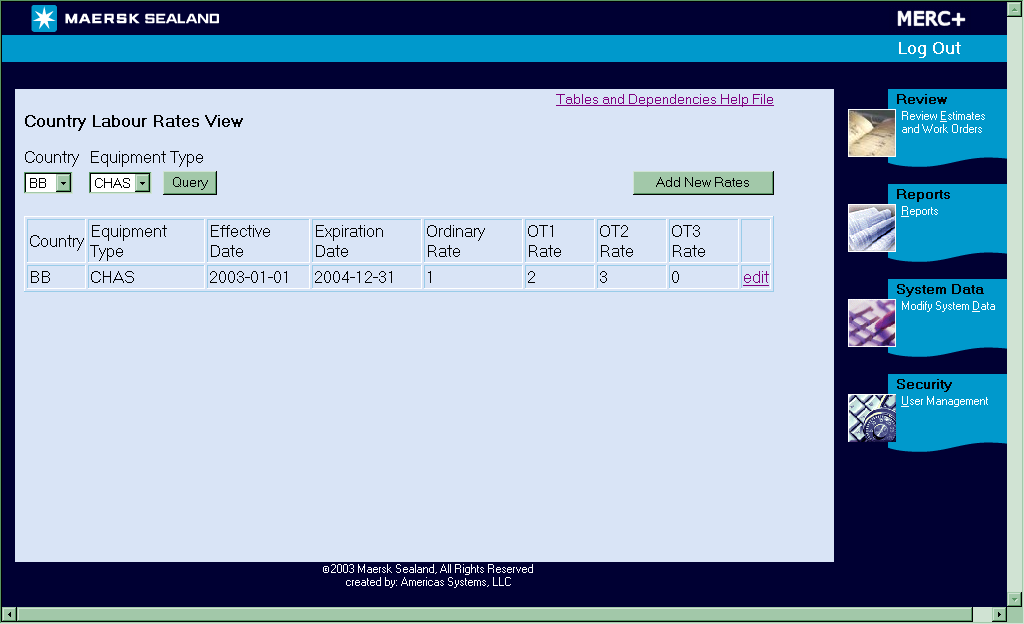 MAERSK SEALAND
MERC+
Log Out
Tables and Dependencies Help File
Country Labour Rates View
Country Equipment Type
BB CHAS Query Add New Rates
Country Equipment Type Effective Date Expiration Date Ordinary Rate OT1 Rate OT2 Rate OT3 Rate
BB CHAS 2003-01-01 2004-12-31 1 2 3 0 edit
Review
Review Estimates
and Work Orders
Reports
Reports
System Data
Modify System Data
Security
User Management
©2003 Maersk Sealand, All Rights Reserved
created by: Americas Systems, LLC